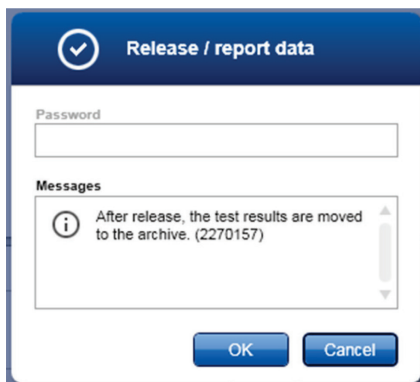 Release / report data
Password
Messages
After release, the test results are moved
to the archive. (2270157)
OK
Cancel